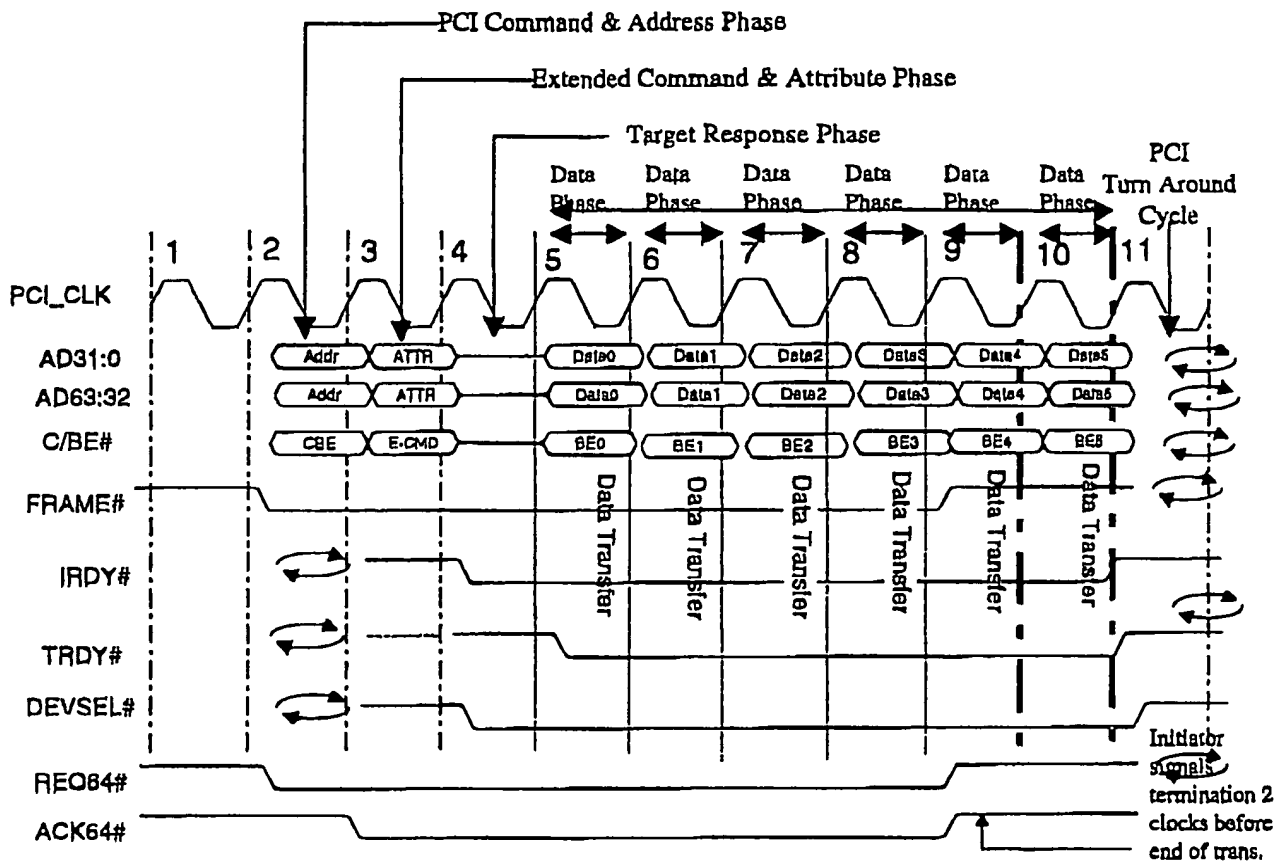 PCI Command & Address Phase
Extended Command & Attribute Phase
Target Response Phase
Data Phase
Data Phase
Data Phase
Data Phase
Data Phase
Data Phase
PCI
Turn Around
Cycle
1 2 3 4 5 6 7 8 9 10 11
PCI_CLK
AD31:0 Addr ATTR Data0 Data1 Data2 Data3 Data4 Data5
AD63:32 Addr ATTR Data0 Data1 Data2 Data3 Data4 Data5
C/BE# CBE E-CMD BE0 BE1 BE2 BE3 BE4 BE5
FRAME#
Data Transfer
Data Transfer
Data Transfer
Data Transfer
Data Transfer
Data Transfer
IRDY#
TRDY#
DEVSEL#
REQ64#
ACK64#
Initiator
signals
termination 2
clocks before
end of trans.